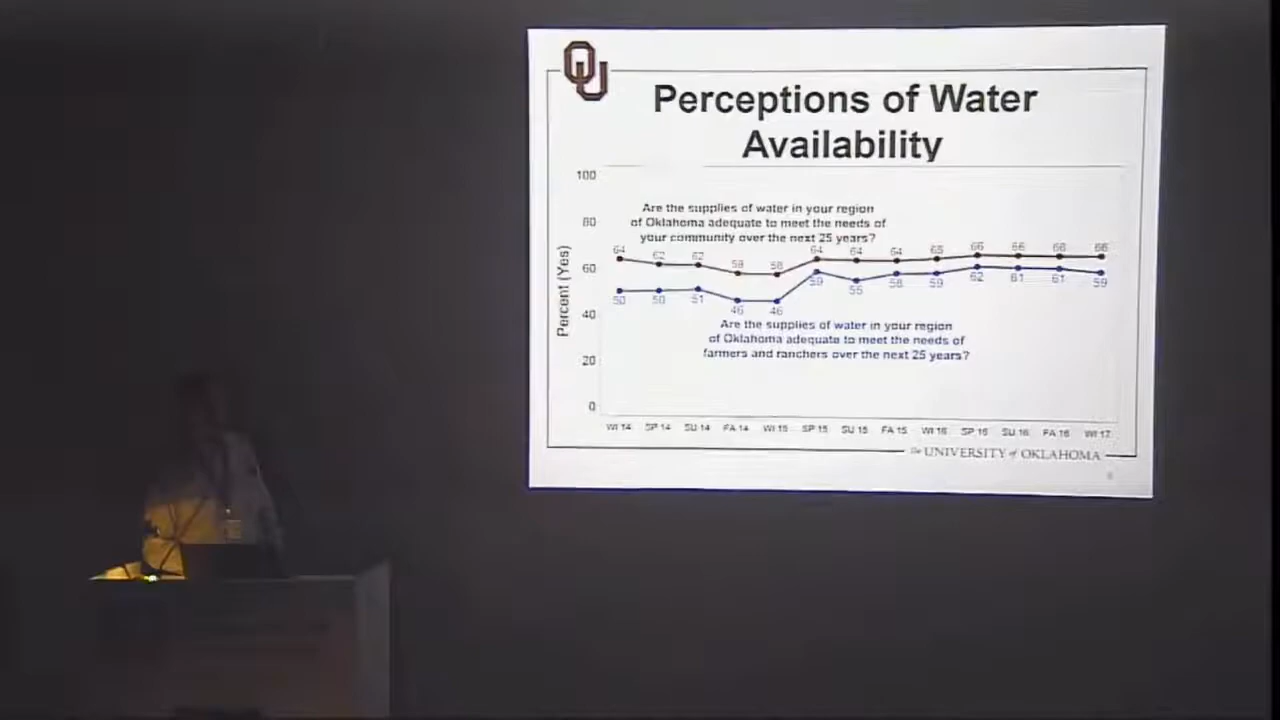 OU
Perceptions of Water
Availability
100
80
60
40
20
0
Percent (Yes)
Are the supplies of water in your region
of Oklahoma adequate to meet the needs of
your community over the next 25 years?
64 62 62 58 58 64 64 64 65 66 66 66 66
50 50 51 46 46 59 55 58 59 62 61 61 59
Are the supplies of water in your region
of Oklahoma adequate to meet the needs of
farmers and ranchers over the next 25 years?
WI 14 SP 14 SU 14 FA 14 WI 15 SP 15 SU 15 FA 15 WI 16 SP 16 SU 16 FA 16 WI 17
The UNIVERSITY of OKLAHOMA